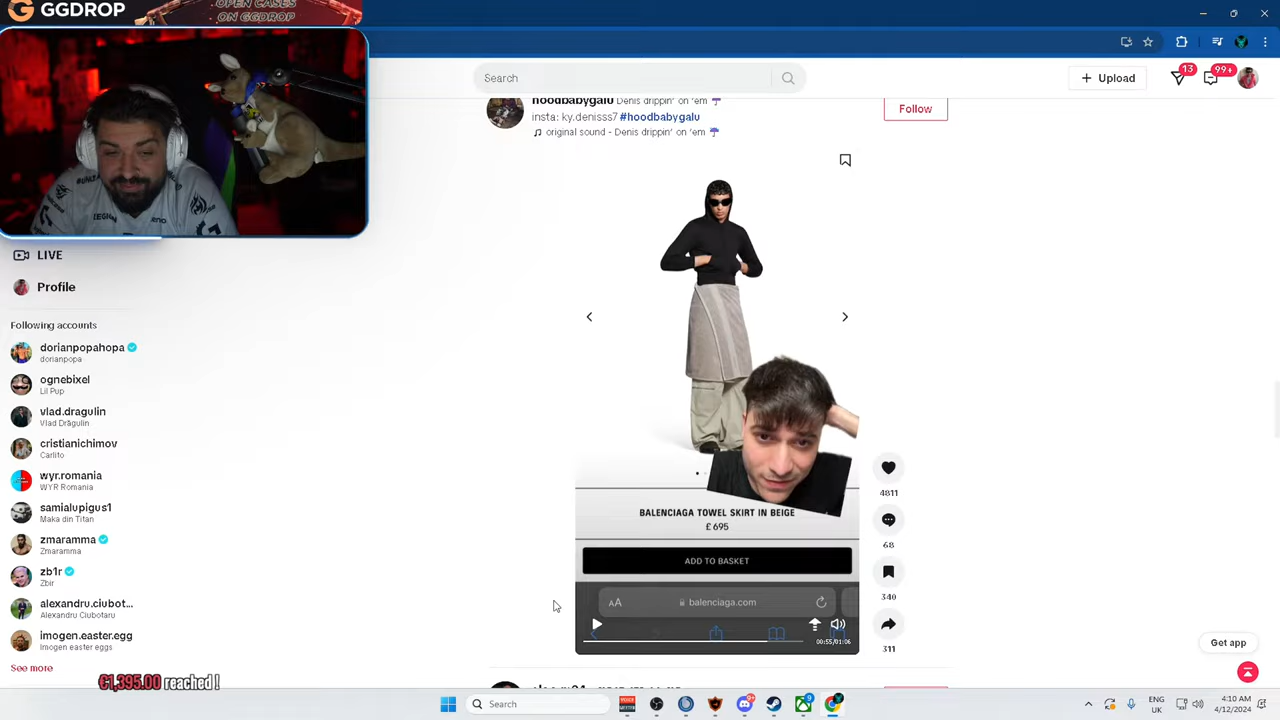 GGDROP
OPEN CASES
ON GGDROP
Search
Upload
13
99+
hoodbabygalu Denis drippin' on 'em ☂
insta: ky.denisss7 #hoodbabygalu
♫ original sound - Denis drippin' on 'em ☂
Follow
LIVE
Profile
Following accounts
dorianpopahopa
dorianpopa
ognebixel
Lil Pup
vlad.dragulin
Vlad Drăgulin
cristianichimov
Carlito
wyr.romania
WYR Romania
samialupigus1
Maka din Titan
zmaramma
Zmaramma
zb1r
Zbir
alexandru.ciubot...
Alexandru Ciubotaru
imogen.easter.egg
Imogen easter eggs
See more
€1,395.00 reached !
BALENCIAGA TOWEL SKIRT IN BEIGE
£ 695
ADD TO BASKET
AA
balenciaga.com
00:55/01:06
4811
68
340
311
Get app
Search
ENG
UK
4:10 AM
4/12/2024